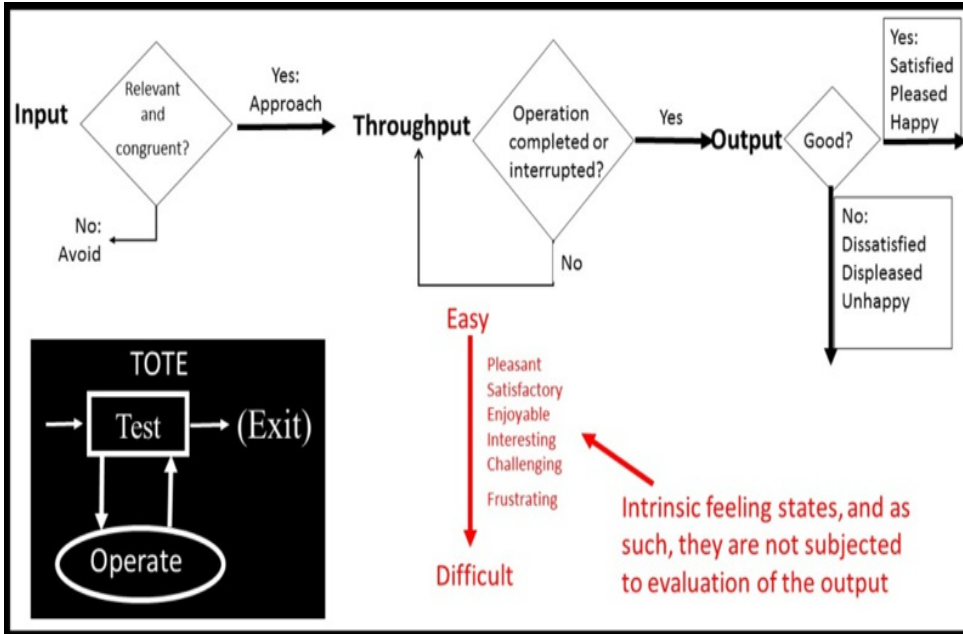 Input
Relevant
and
congruent?
Yes:
Approach
No:
Avoid
Throughput
Operation
completed or
interrupted?
Yes
No
Output
Good?
Yes:
Satisfied
Pleased
Happy
No:
Dissatisfied
Displeased
Unhappy
Easy
Pleasant
Satisfactory
Enjoyable
Interesting
Challenging
Frustrating
Difficult
Intrinsic feeling states, and as
such, they are not subjected
to evaluation of the output
TOTE
Test
(Exit)
Operate